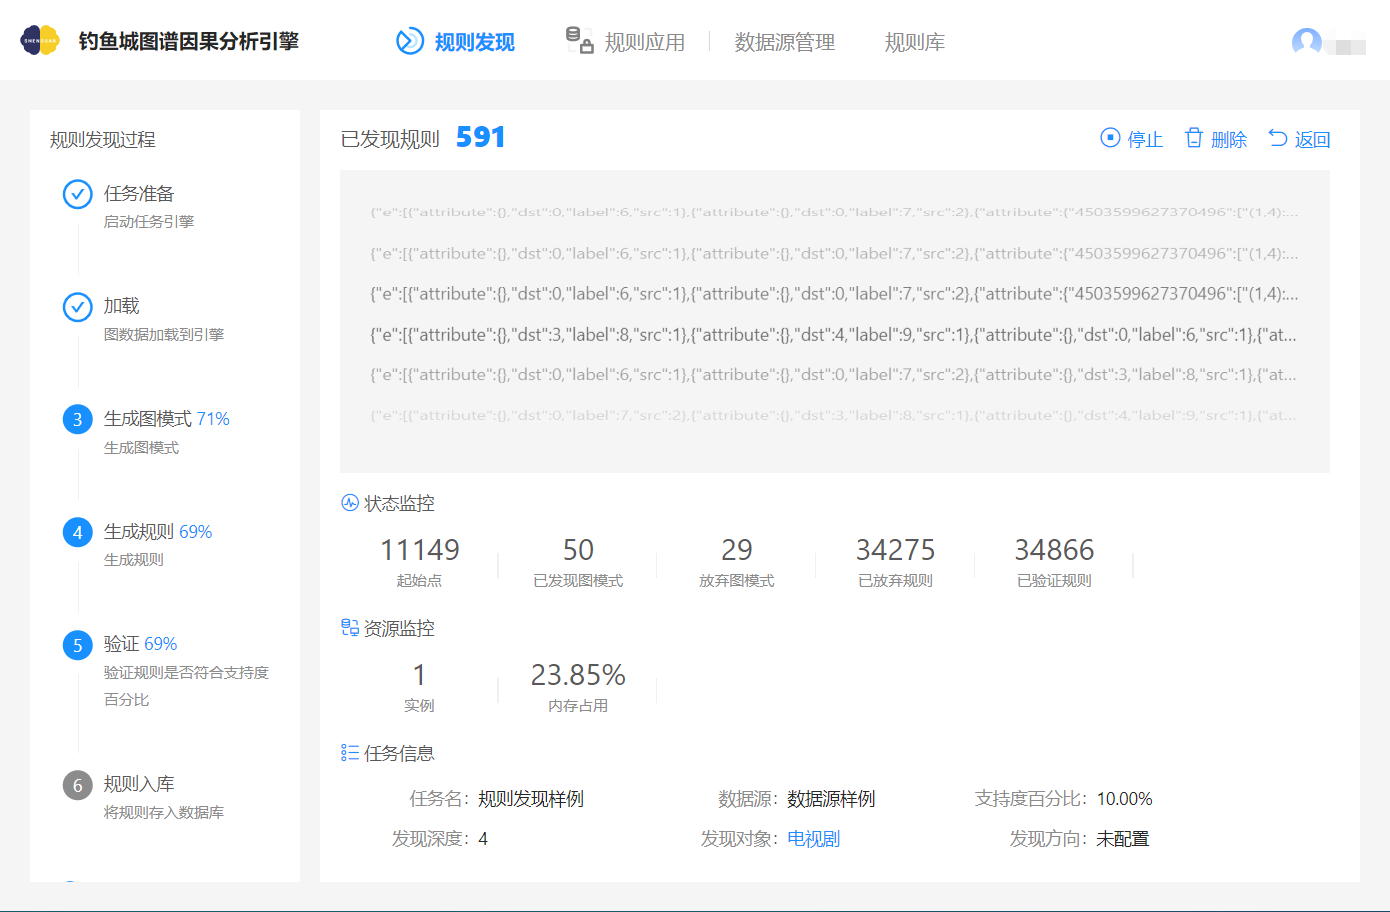 钓鱼城图谱因果分析引擎
规则发现
规则应用
数据源管理
规则库
规则发现过程
任务准备
启动任务引擎
加载
图数据加载到引擎
3 生成图模式 71%
生成图模式
4 生成规则 69%
生成规则
5 验证 69%
验证规则是否符合支持度
百分比
6 规则入库
将规则存入数据库
已发现规则 591
停止 删除 返回
{"e":[{"attribute":{},"dst":0,"label":6,"src":1},{"attribute":{},"dst":0,"label":7,"src":2},{"attribute":{"4503599627370496":["(1,4):...
{"e":[{"attribute":{},"dst":0,"label":6,"src":1},{"attribute":{},"dst":0,"label":7,"src":2},{"attribute":{"4503599627370496":["(1,4):...
{"e":[{"attribute":{},"dst":0,"label":6,"src":1},{"attribute":{},"dst":0,"label":7,"src":2},{"attribute":{"4503599627370496":["(1,4):...
{"e":[{"attribute":{},"dst":3,"label":8,"src":1},{"attribute":{},"dst":4,"label":9,"src":1},{"attribute":{},"dst":0,"label":6,"src":1},{"at...
{"e":[{"attribute":{},"dst":0,"label":6,"src":1},{"attribute":{},"dst":0,"label":7,"src":2},{"attribute":{},"dst":3,"label":8,"src":1},{"at...
{"e":[{"attribute":{},"dst":0,"label":7,"src":2},{"attribute":{},"dst":3,"label":8,"src":1},{"attribute":{},"dst":4,"label":9,"src":1},{"at...
状态监控
11149 50 29 34275 34866
起始点 已发现图模式 放弃图模式 已放弃规则 已验证规则
资源监控
1 23.85%
实例 内存占用
任务信息
任务名: 规则发现样例 数据源: 数据源样例 支持度百分比: 10.00%
发现深度: 4 发现对象: 电视剧 发现方向: 未配置